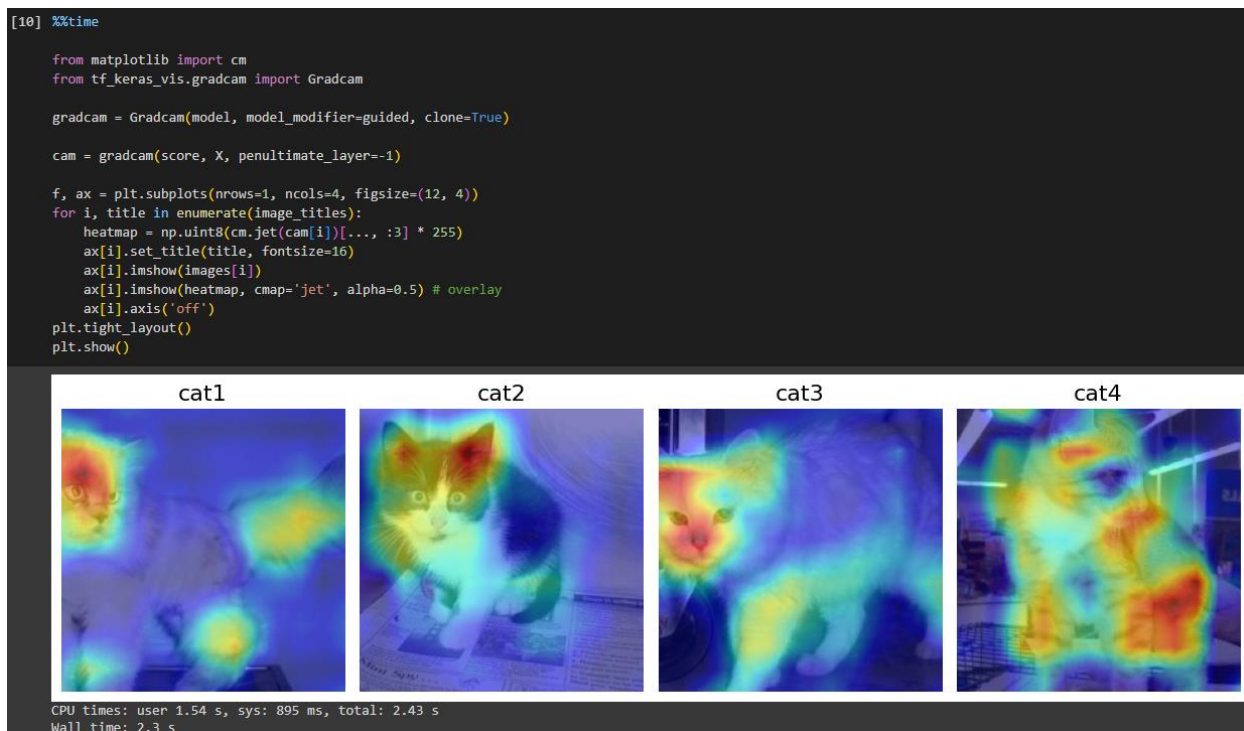 [10] %%time
from matplotlib import cm
from tf_keras_vis.gradcam import Gradcam
gradcam = Gradcam(model, model_modifier=guided, clone=True)
cam = gradcam(score, X, penultimate_layer=-1)
f, ax = plt.subplots(nrows=1, ncols=4, figsize=(12, 4))
for i, title in enumerate(image_titles):
    heatmap = np.uint8(cm.jet(cam[i])[..., :3] * 255)
    ax[i].set_title(title, fontsize=16)
    ax[i].imshow(images[i])
    ax[i].imshow(heatmap, cmap='jet', alpha=0.5) # overlay
    ax[i].axis('off')
plt.tight_layout()
plt.show()
cat1 cat2 cat3 cat4
CPU times: user 1.54 s, sys: 895 ms, total: 2.43 s
Wall time: 2.3 s